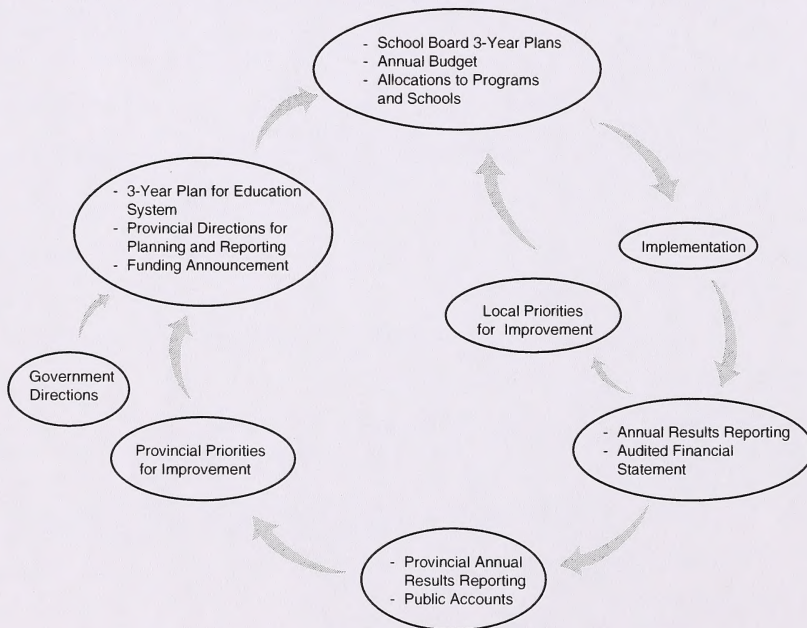 - School Board 3-Year Plans
- Annual Budget
- Allocations to Programs
and Schools
- 3-Year Plan for Education
System
- Provincial Directions for
Planning and Reporting
- Funding Announcement
Implementation
Local Priorities
for Improvement
Government
Directions
Provincial Priorities
for Improvement
- Annual Results Reporting
- Audited Financial
Statement
- Provincial Annual
Results Reporting
- Public Accounts